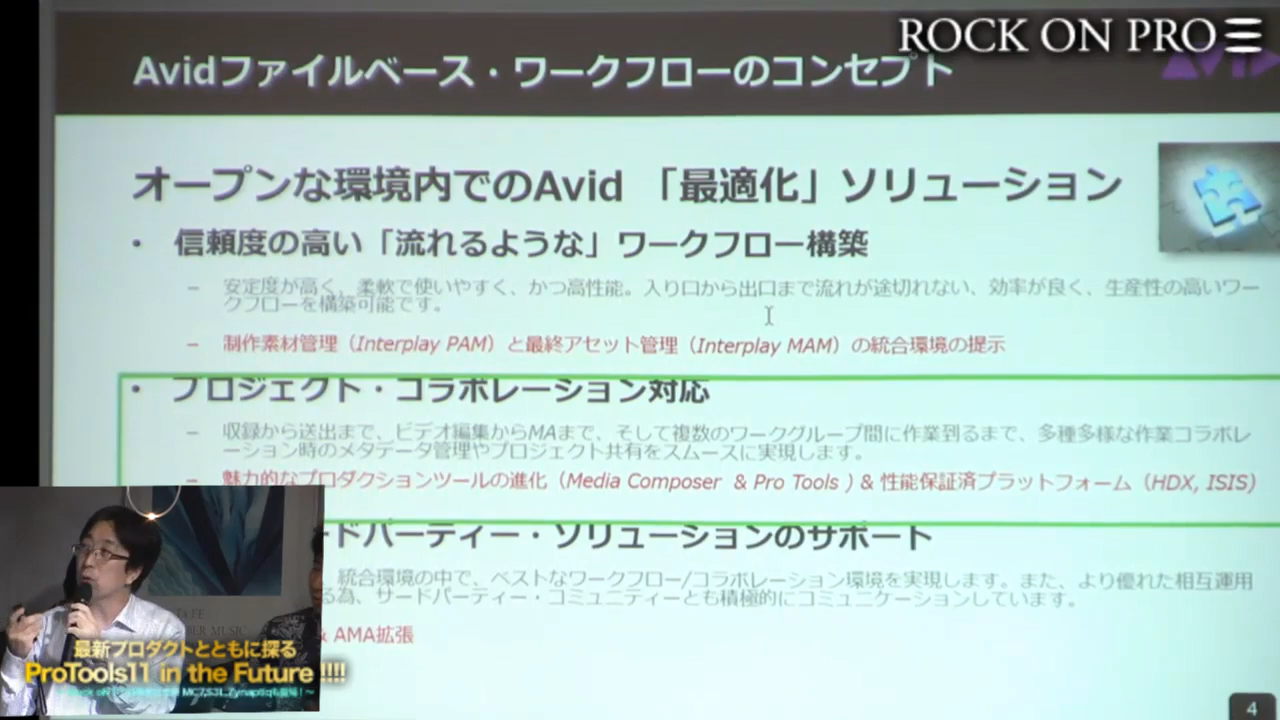 ROCK ON PRO
AVID
Avidファイルベース・ワークフローのコンセプト
オープンな環境内でのAvid 「最適化」ソリューション
• 信頼度の高い「流れるような」ワークフロー構築
– 安定度が高く、柔軟で使いやすく、かつ高性能。入り口から出口まで流れが途切れない、効率が良く、生産性の高いワー
クフローを構築可能です。
– 制作素材管理（Interplay PAM）と最終アセット管理（Interplay MAM）の統合環境の提示
• プロジェクト・コラボレーション対応
– 収録から送出まで、ビデオ編集からMAまで、そして複数のワークグループ間に作業到るまで、多種多様な作業コラボレ
ーション時のメタデータ管理やプロジェクト共有をスムースに実現します。
– 魅力的なプロダクションツールの進化（Media Composer & Pro Tools ) & 性能保証済プラットフォーム（HDX, ISIS)
ドパーティー・ソリューションのサポート
統合環境の中で、ベストなワークフロー/コラボレーション環境を実現します。また、より優れた相互運用
る為、サードパーティー・コミュニティーとも積極的にコミュニケーションしています。
& AMA拡張
最新プロダクトとともに探る
ProTools11 in the Future !!!!
4